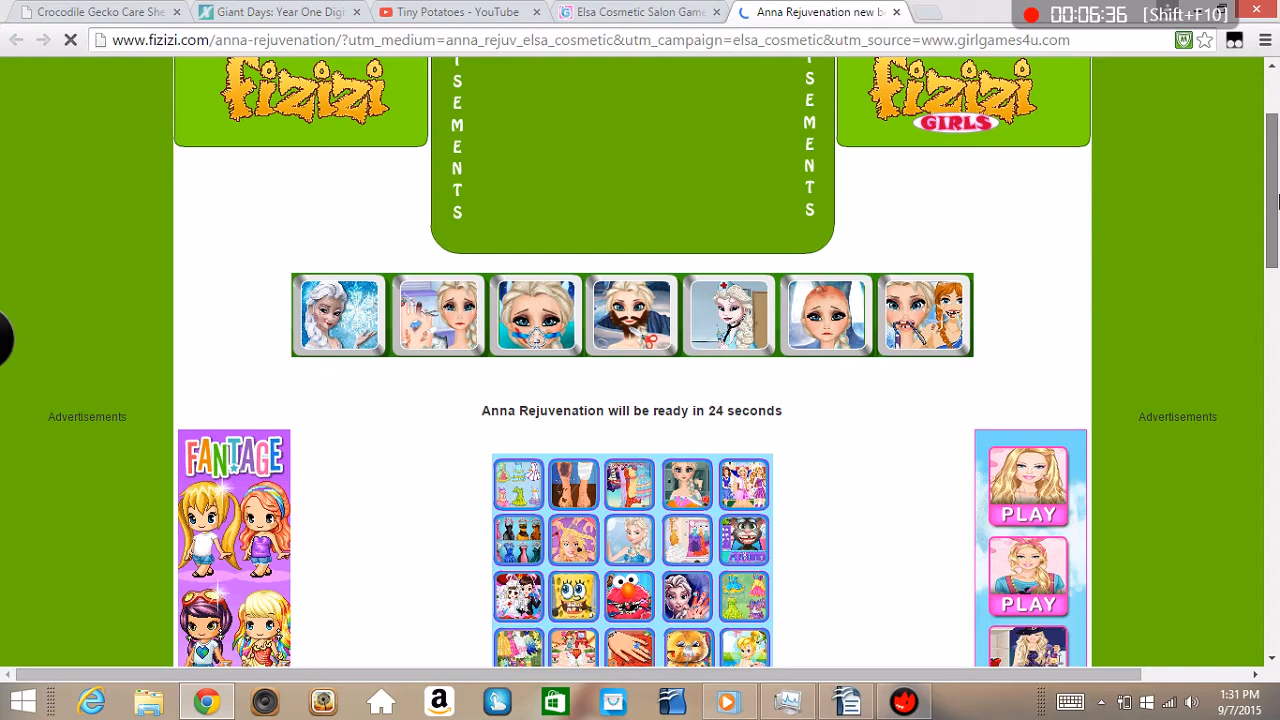 Crocodile Gecko Care She
Giant Days: Year One Digi
Tiny Potatoes - YouTube
Elsa Cosmetic Salon Game
Anna Rejuvenation new b
00:06:36 [Shift+F10]
www.fizizi.com/anna-rejuvenation/?utm_medium=anna_rejuv_elsa_cosmetic&utm_campaign=elsa_cosmetic&utm_source=www.girlgames4u.com
Fizizi
ISEMENTS
ISEMENTS
Fizizi
GIRLS
Anna Rejuvenation will be ready in 24 seconds
Advertisements
Advertisements
FANTAGE
PLAY
PLAY
1:31 PM
9/7/2015